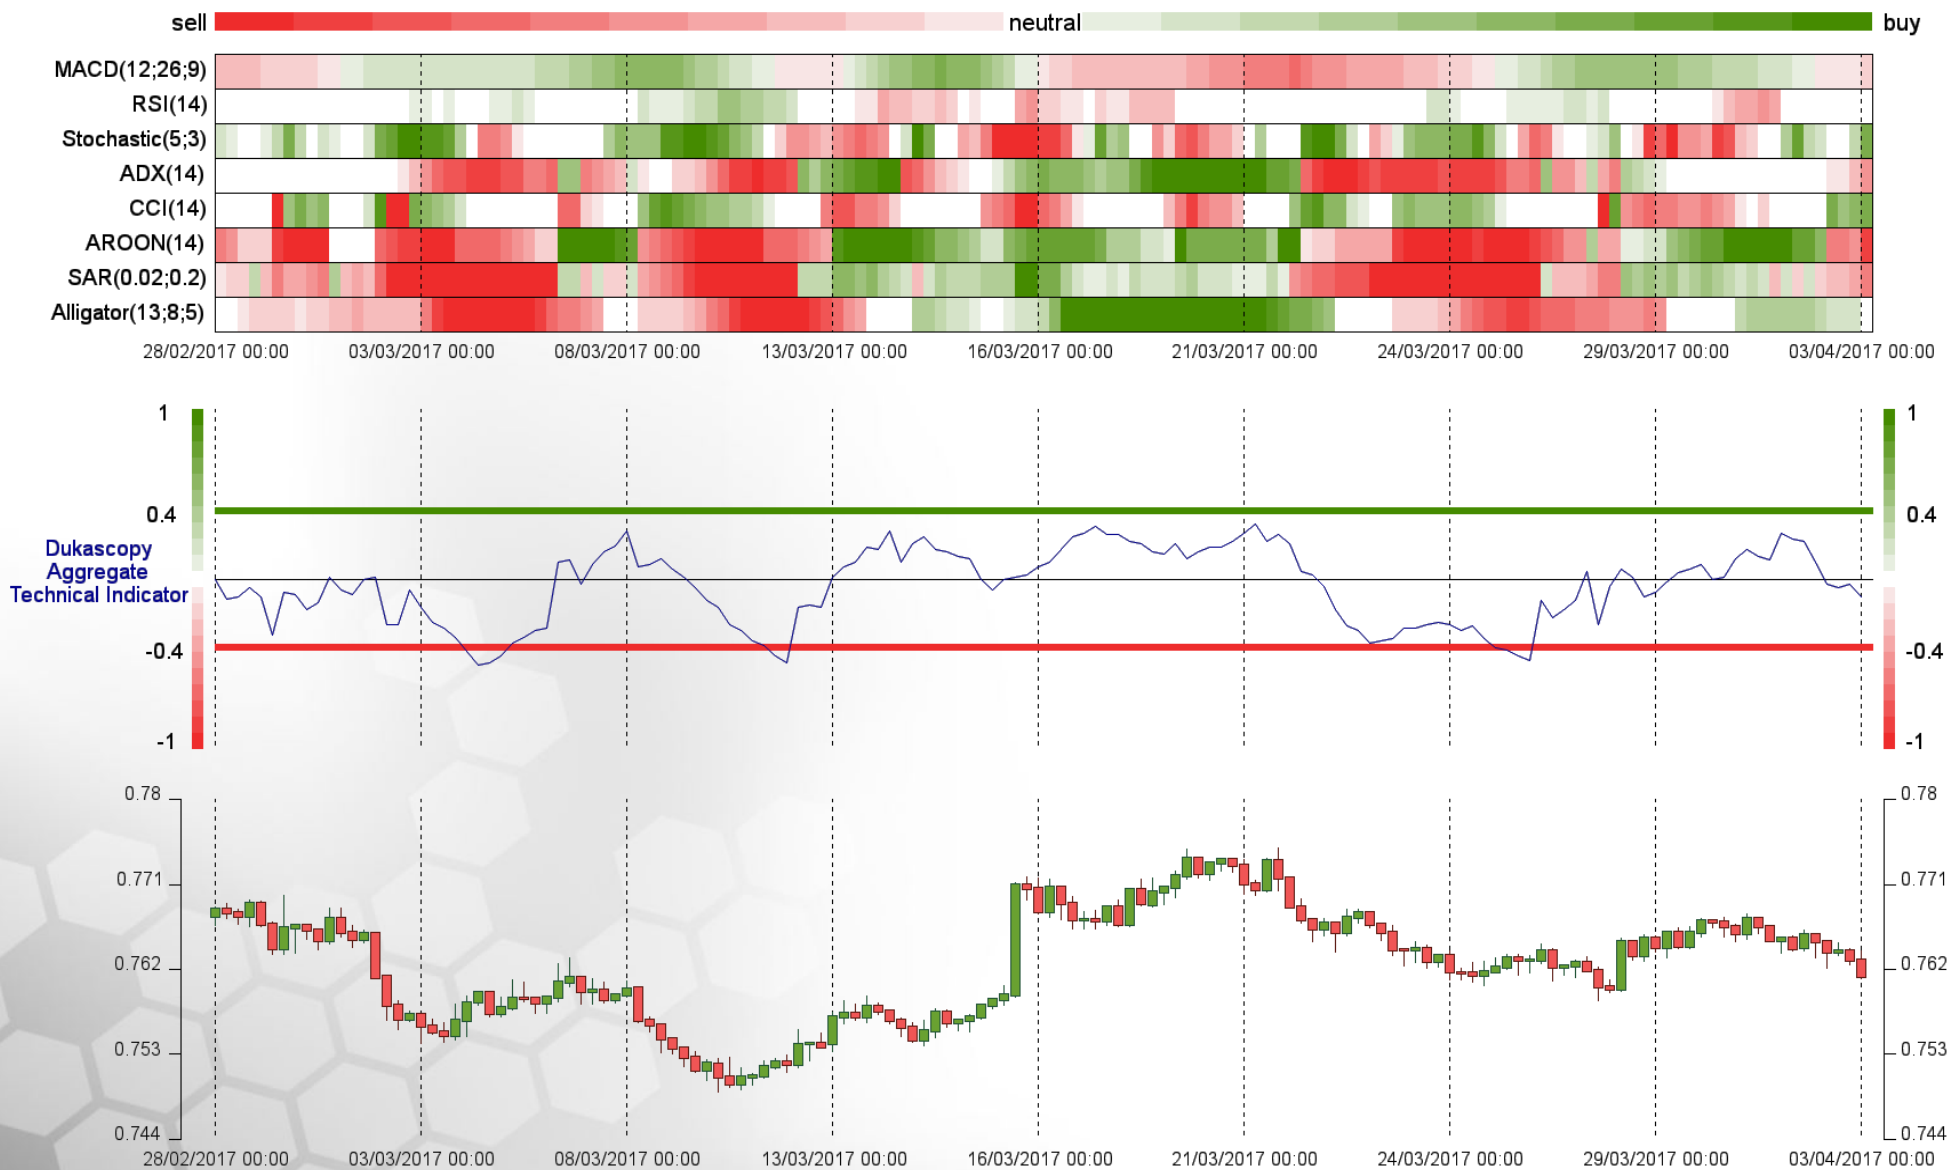 sell neutral buy
MACD(12;26;9)
RSI(14)
Stochastic(5;3)
ADX(14)
CCI(14)
AROON(14)
SAR(0.02;0.2)
Alligator(13;8;5)
28/02/2017 00:00 03/03/2017 00:00 08/03/2017 00:00 13/03/2017 00:00 16/03/2017 00:00 21/03/2017 00:00 24/03/2017 00:00 29/03/2017 00:00 03/04/2017 00:00
1 1
0.4 0.4
Dukascopy
Aggregate
Technical Indicator
-0.4 -0.4
-1 -1
0.78 0.78
0.771 0.771
0.762 0.762
0.753 0.753
0.744 0.744
28/02/2017 00:00 03/03/2017 00:00 08/03/2017 00:00 13/03/2017 00:00 16/03/2017 00:00 21/03/2017 00:00 24/03/2017 00:00 29/03/2017 00:00 03/04/2017 00:00